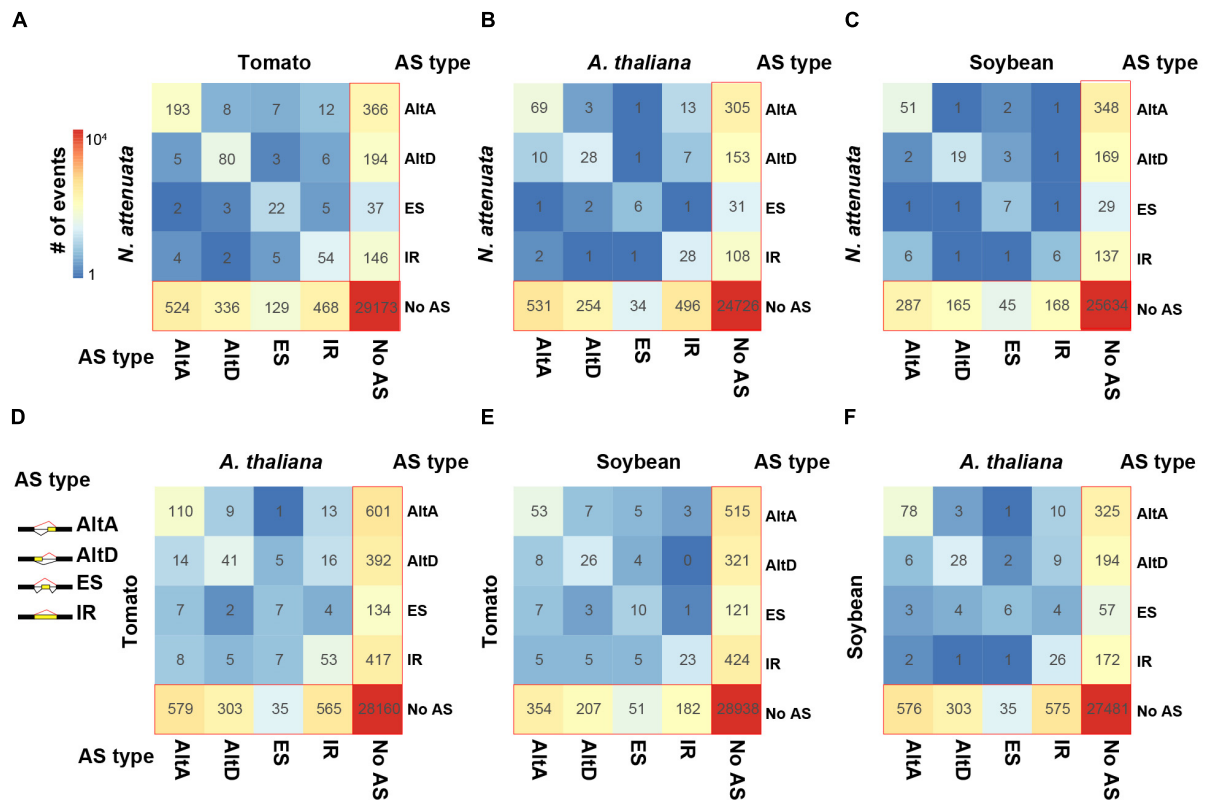 A
B
C
Tomato AS type
A. thaliana AS type
Soybean AS type
# of events
10^4
1
N. attenuata
193 8 7 12 366 AltA
5 80 3 6 194 AltD
2 3 22 5 37 ES
4 2 5 54 146 IR
524 336 129 468 29173 No AS
AS type AltA AltD ES IR No AS
N. attenuata
69 3 1 13 305 AltA
10 28 1 7 153 AltD
1 2 6 1 31 ES
2 1 1 28 108 IR
531 254 34 496 24726 No AS
AltA AltD ES IR No AS
N. attenuata
51 1 2 1 348 AltA
2 19 3 1 169 AltD
1 1 7 1 29 ES
6 1 1 6 137 IR
287 165 45 168 25634 No AS
AltA AltD ES IR No AS
D
E
F
A. thaliana AS type
Soybean AS type
A. thaliana AS type
AS type
AltA
AltD
ES
IR
Tomato
110 9 1 13 601 AltA
14 41 5 16 392 AltD
7 2 7 4 134 ES
8 5 7 53 417 IR
579 303 35 565 28160 No AS
AS type AltA AltD ES IR No AS
Tomato
53 7 5 3 515 AltA
8 26 4 0 321 AltD
7 3 10 1 121 ES
5 5 5 23 424 IR
354 207 51 182 28938 No AS
AltA AltD ES IR No AS
Soybean
78 3 1 10 325 AltA
6 28 2 9 194 AltD
3 4 6 4 57 ES
2 1 1 26 172 IR
576 303 35 575 27481 No AS
AltA AltD ES IR No AS